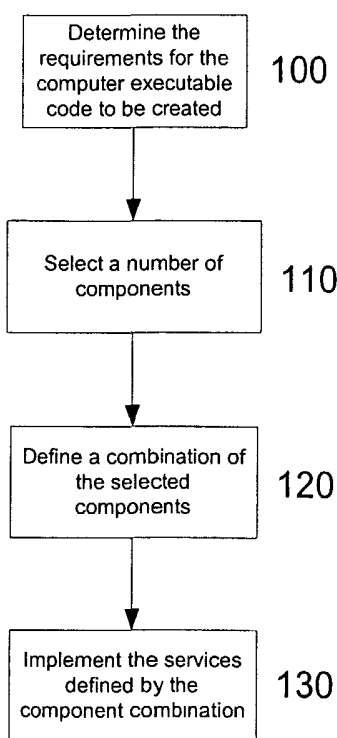 Determine the
requirements for the
computer executable
code to be created
100
Select a number of
components
110
Define a combination of
the selected
components
120
Implement the services
defined by the
component combination
130